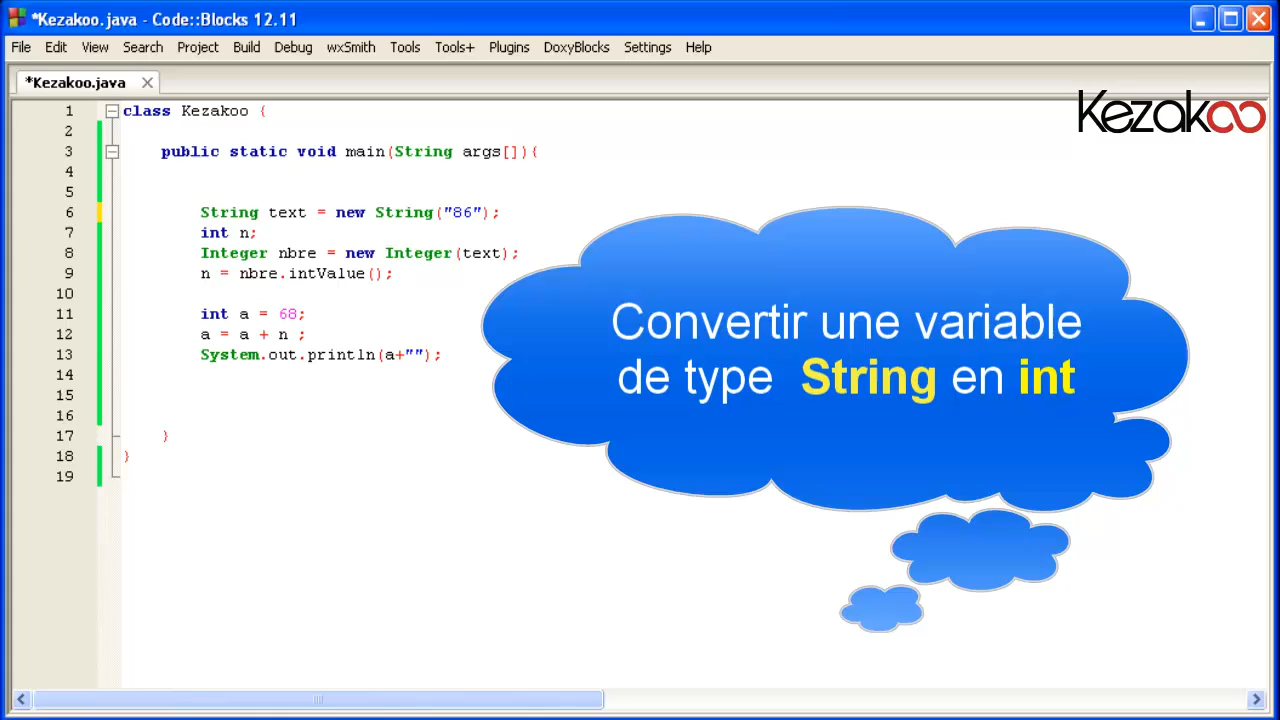 *Kezakoo.java - Code::Blocks 12.11
File Edit View Search Project Build Debug wxSmith Tools Tools+ Plugins DoxyBlocks Settings Help
*Kezakoo.java
Kezakoo
1 class Kezakoo {
2
3 public static void main(String args[]){
4
5
6 String text = new String("86");
7 int n;
8 Integer nbre = new Integer(text);
9 n = nbre.intValue();
10
11 int a = 68;
12 a = a + n ;
13 System.out.println(a+"");
14
15
16
17 }
18 }
19
Convertir une variable
de type String en int